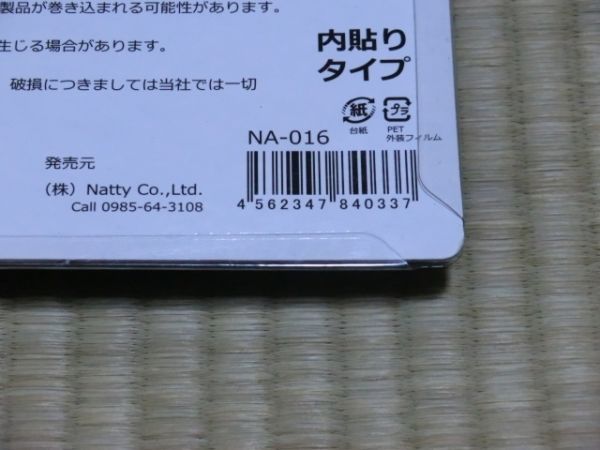 製品が巻き込まれる可能性があります。
生じる場合があります。
破損につきましては当社では一切
内貼り
タイプ
紙
台紙
プラ
PET
外装フィルム
NA-016
発売元
（株）Natty Co.,Ltd.
Call 0985-64-3108
4 562347 840337